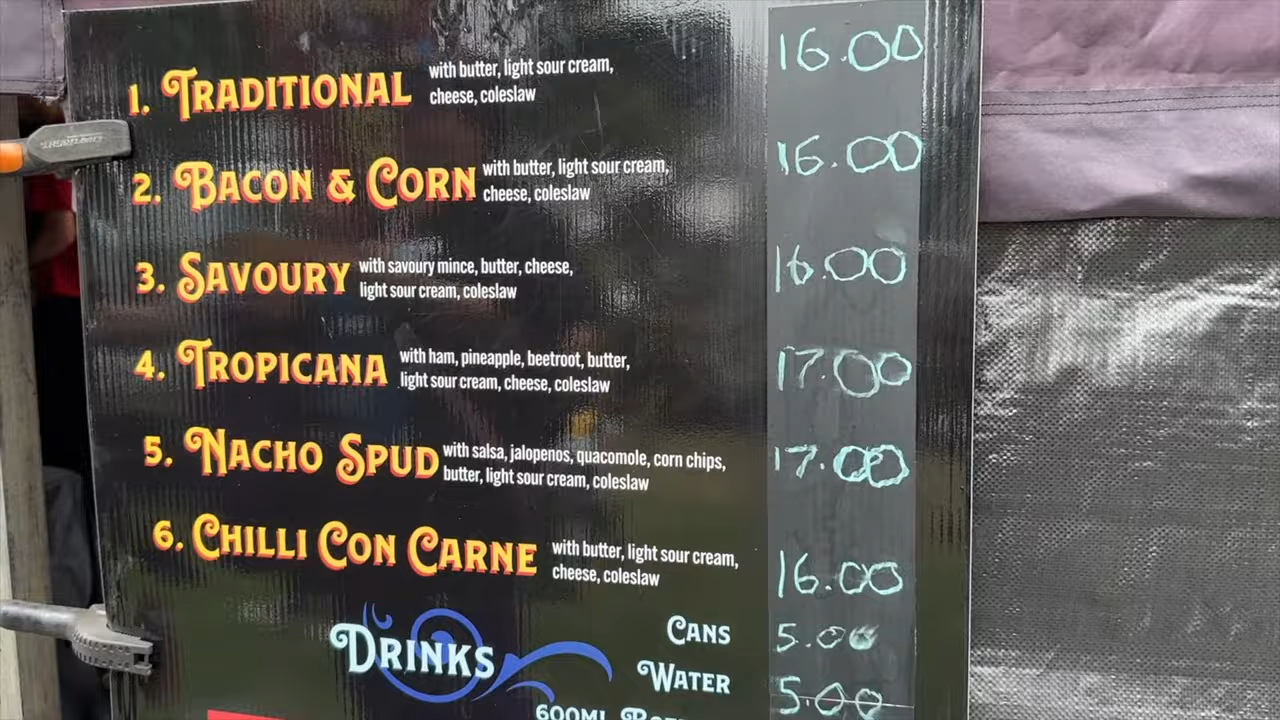 1. TRADITIONAL with butter, light sour cream, 16.00
cheese, coleslaw
2. BACON & CORN with butter, light sour cream, 16.00
cheese, coleslaw
3. SAVOURY with savoury mince, butter, cheese, 16.00
light sour cream, coleslaw
4. TROPICANA with ham, pineapple, beetroot, butter, 17.00
light sour cream, cheese, coleslaw
5. NACHO SPUD with salsa, jalopenos, quacomole, corn chips, 17.00
butter, light sour cream, coleslaw
6. CHILLI CON CARNE with butter, light sour cream, 16.00
cheese, coleslaw
DRINKS
CANS 5.00
WATER 5.00
600ML